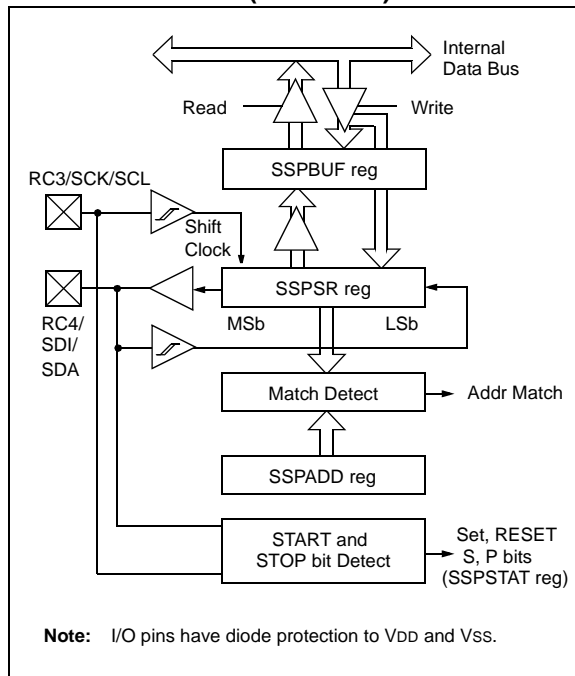 Internal
Data Bus
Read
Write
SSPBUF reg
RC3/SCK/SCL
Shift
Clock
SSPSR reg
MSb
LSb
RC4/
SDI/
SDA
Match Detect
Addr Match
SSPADD reg
START and
STOP bit Detect
Set, RESET
S, P bits
(SSPSTAT reg)
Note: I/O pins have diode protection to VDD and VSS.